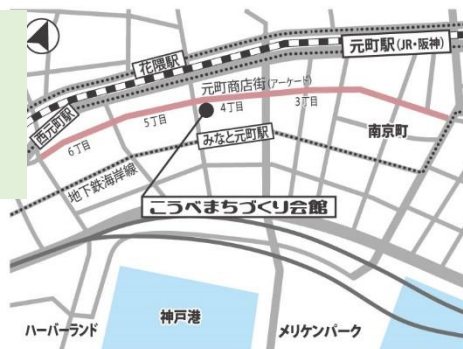 元町駅(JR・阪神)
花隈駅
元町商店街(アーケード)
西元町駅
6丁目
5丁目
4丁目
3丁目
南京町
みなと元町駅
地下鉄海岸線
こうべまちづくり会館
ハーバーランド
神戸港
メリケンパーク